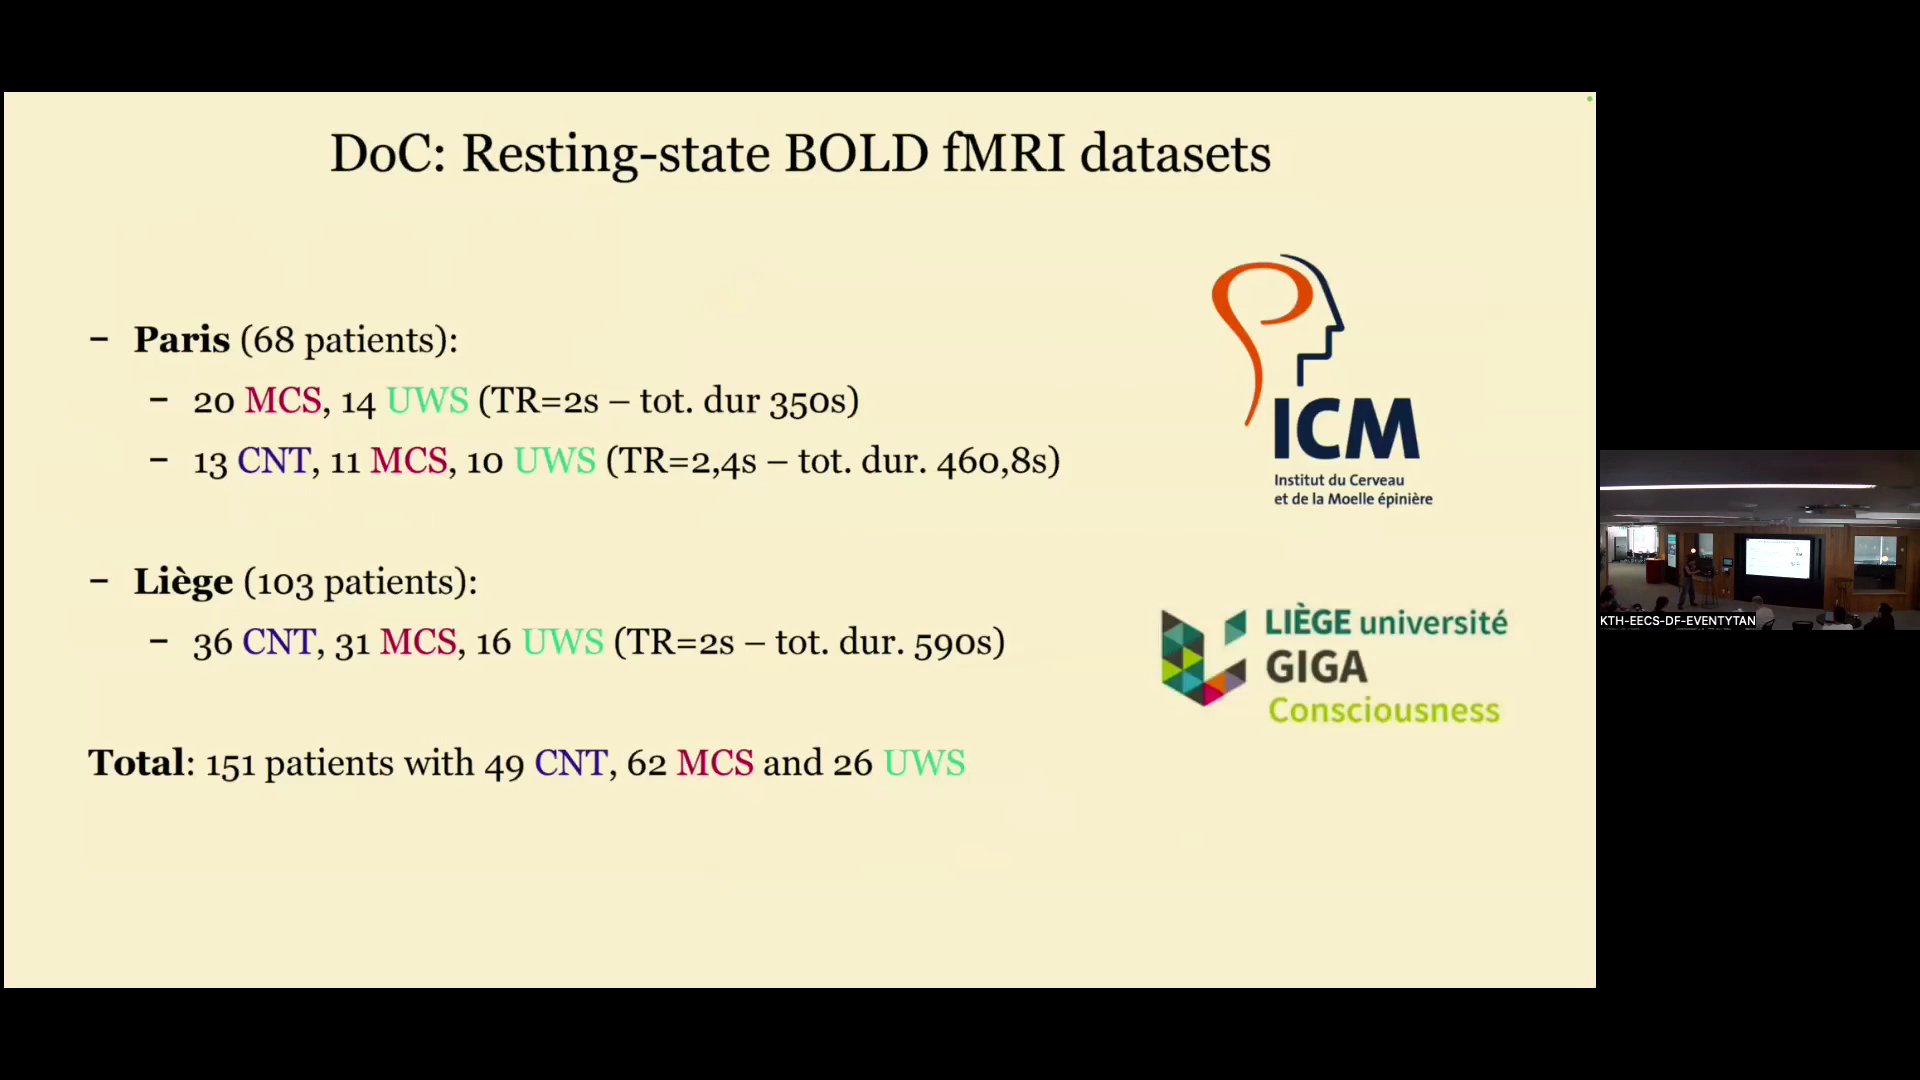 DoC: Resting-state BOLD fMRI datasets
– Paris (68 patients):
– 20 MCS, 14 UWS (TR=2s – tot. dur 350s)
– 13 CNT, 11 MCS, 10 UWS (TR=2,4s – tot. dur. 460,8s)
– Liège (103 patients):
– 36 CNT, 31 MCS, 16 UWS (TR=2s – tot. dur. 590s)
Total: 151 patients with 49 CNT, 62 MCS and 26 UWS
ICM
Institut du Cerveau
et de la Moelle épinière
LIÈGE université
GIGA
Consciousness
KTH-EECS-DF-EVENTYTAN